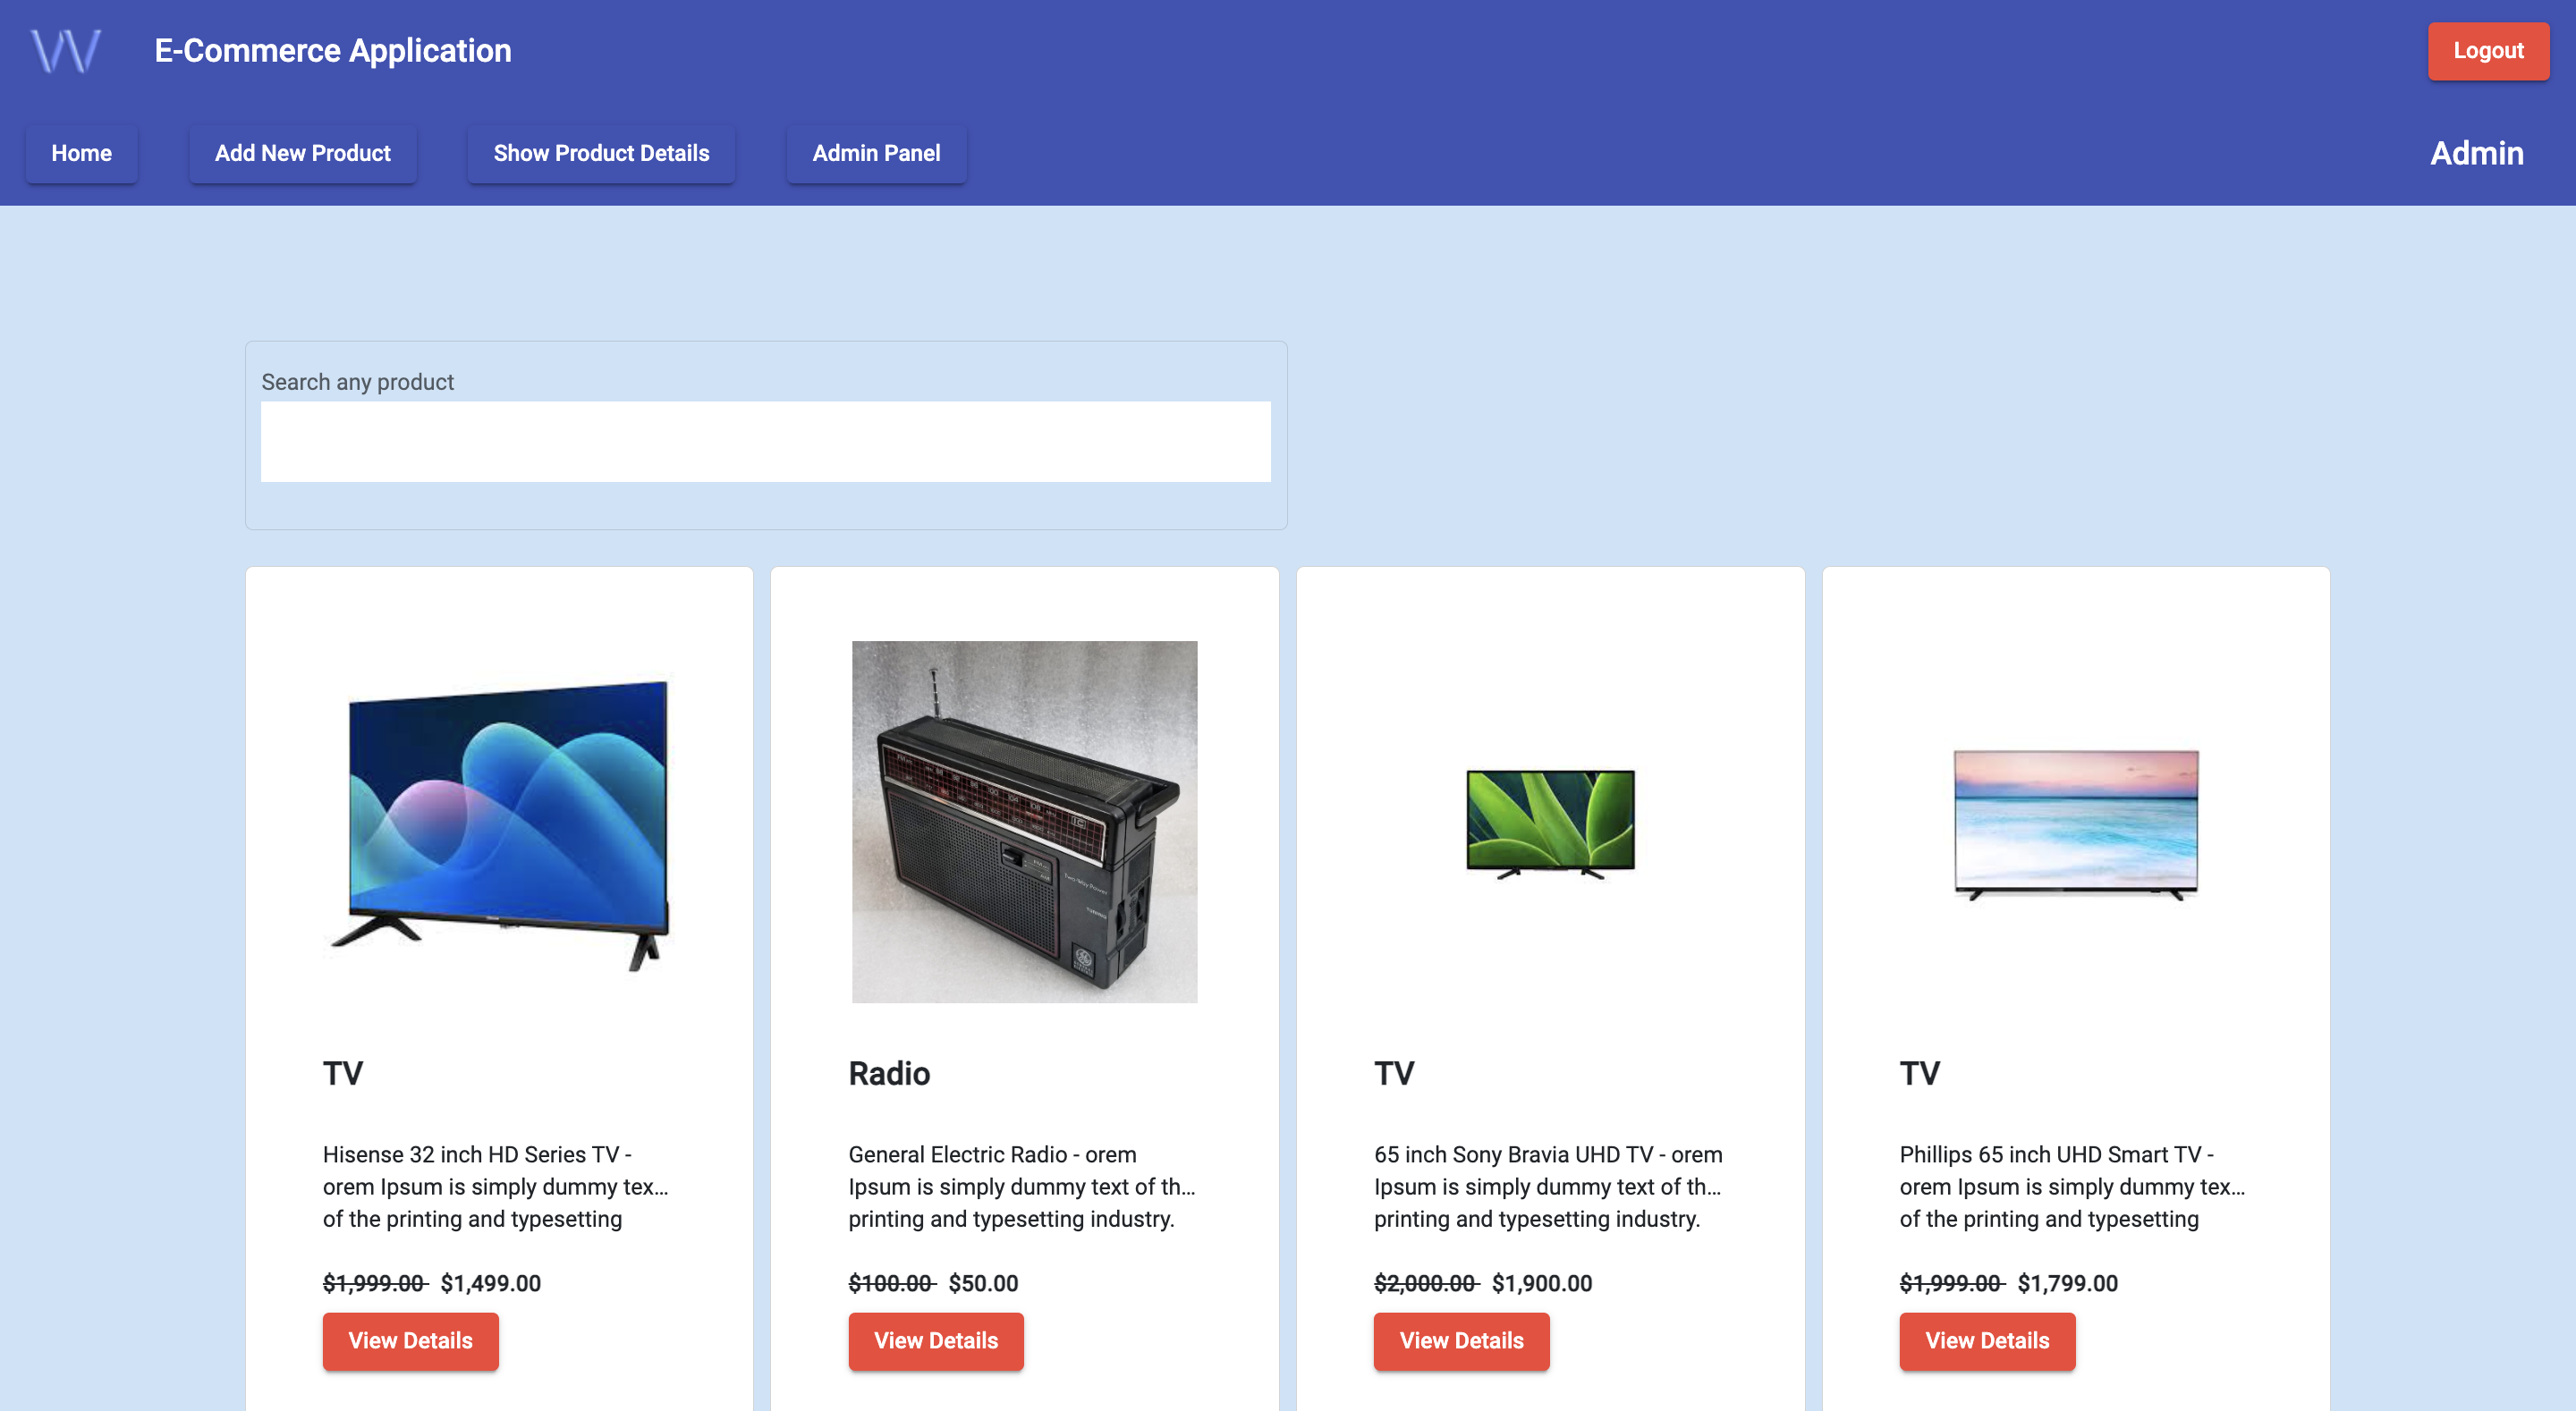 W
E-Commerce Application
Logout
Home
Add New Product
Show Product Details
Admin Panel
Admin
Search any product
TV
Hisense 32 inch HD Series TV -
orem Ipsum is simply dummy tex...
of the printing and typesetting
$1,999.00 $1,499.00
View Details
Radio
General Electric Radio - orem
Ipsum is simply dummy text of th...
printing and typesetting industry.
$100.00 $50.00
View Details
TV
65 inch Sony Bravia UHD TV - orem
Ipsum is simply dummy text of th...
printing and typesetting industry.
$2,000.00 $1,900.00
View Details
TV
Phillips 65 inch UHD Smart TV -
orem Ipsum is simply dummy tex...
of the printing and typesetting
$1,999.00 $1,799.00
View Details